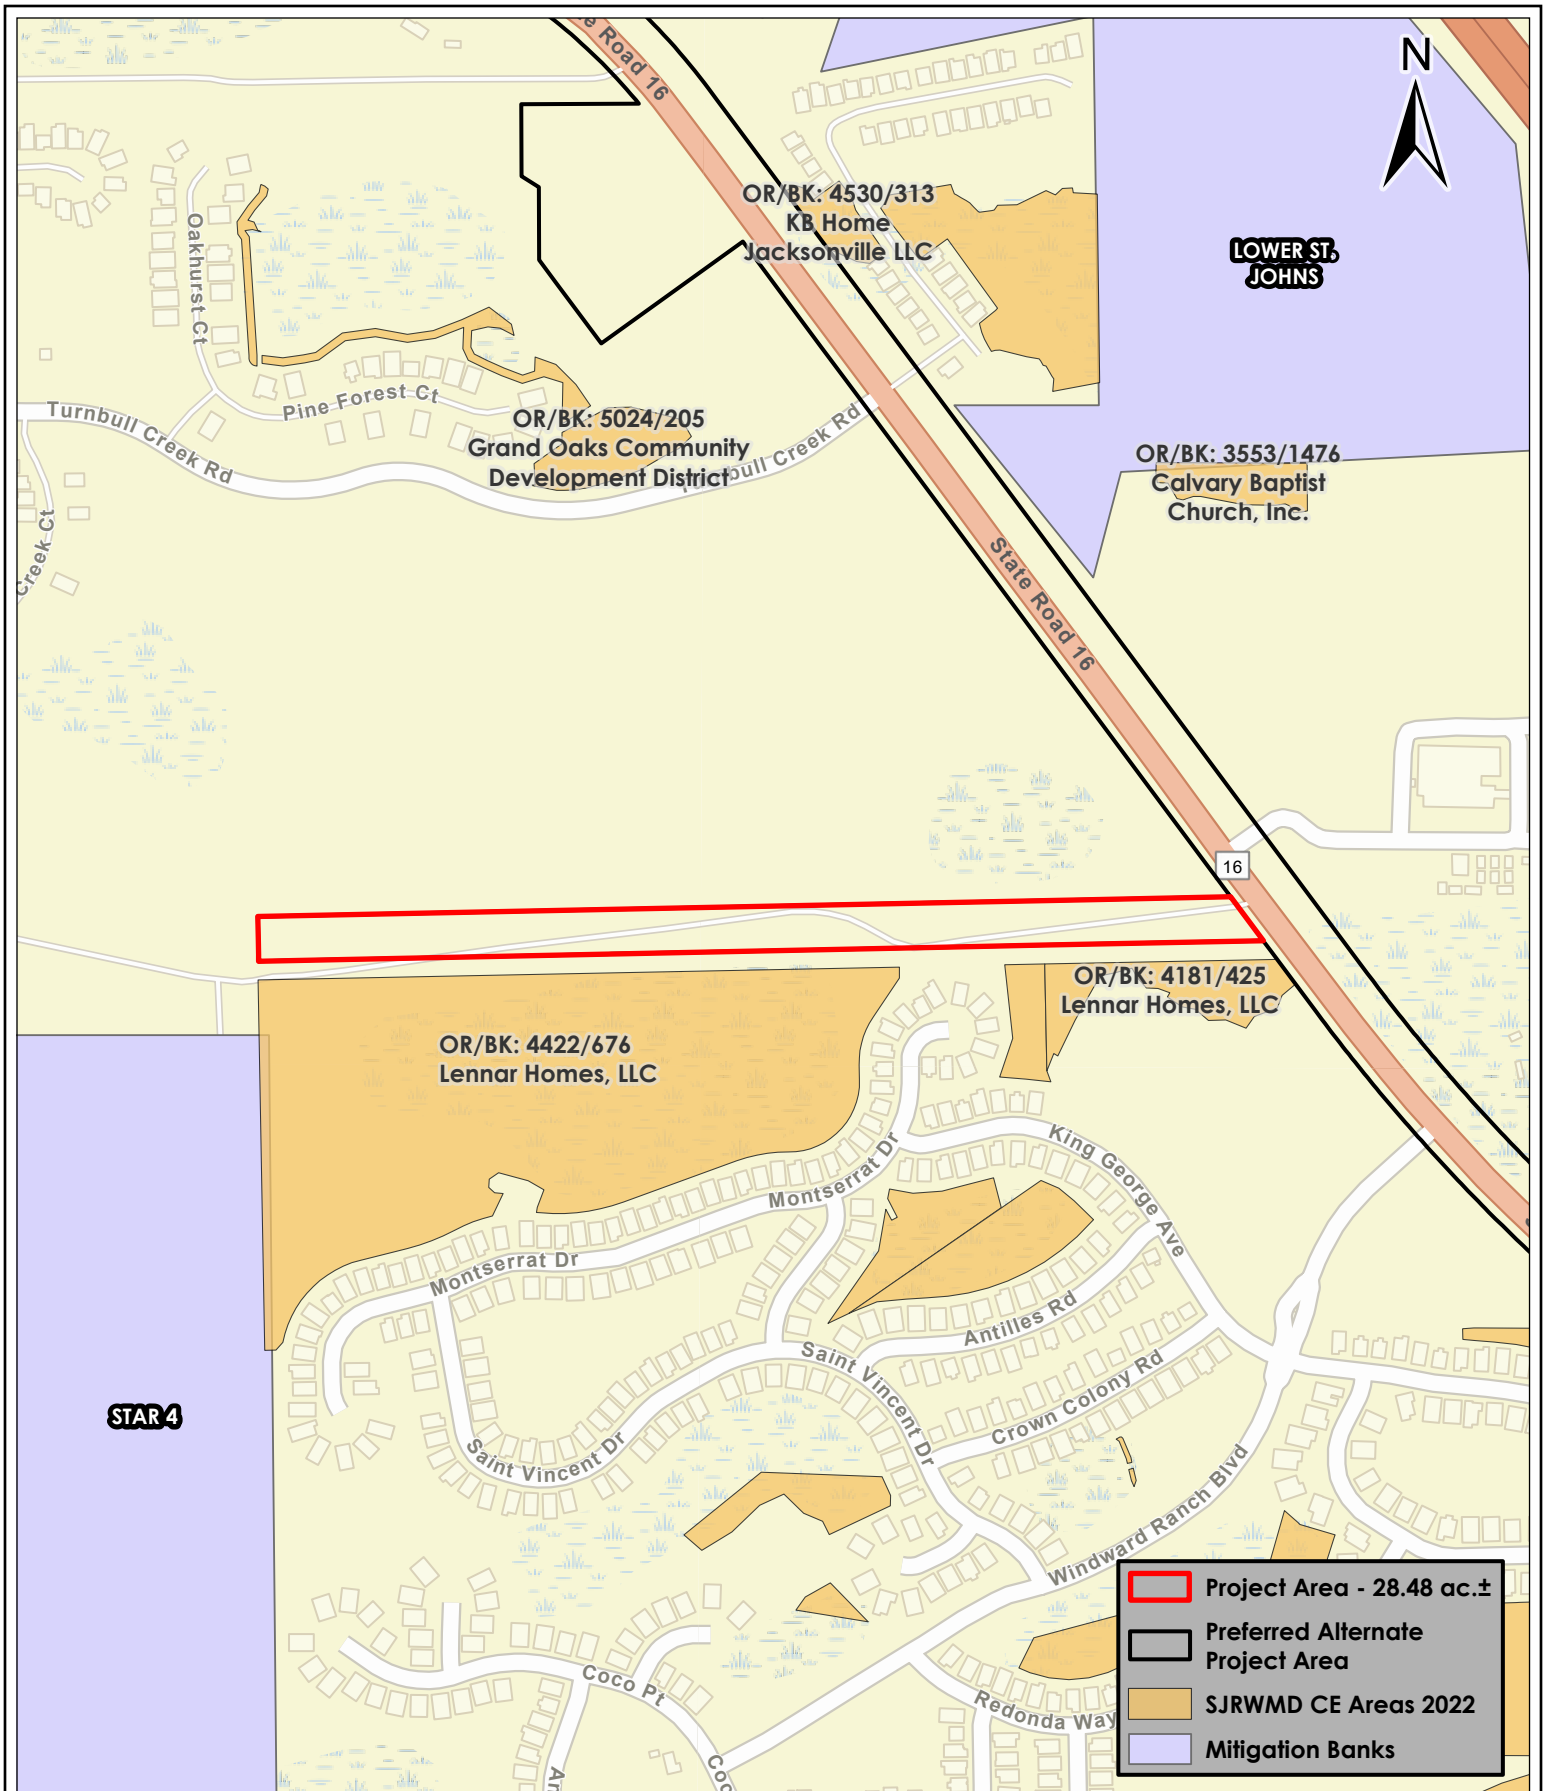 State Road 16
N
OR/BK: 4530/313
KB Home
Jacksonville LLC
LOWER ST.
JOHNS
Oakhurst Ct
Pine Forest Ct
Turnbull Creek Rd
OR/BK: 5024/205
Grand Oaks Community
Development District
Turnbull Creek Rd
OR/BK: 3553/1476
Calvary Baptist
Church, Inc.
Creek Ct
State Road 16
16
OR/BK: 4181/425
Lennar Homes, LLC
OR/BK: 4422/676
Lennar Homes, LLC
King George Ave
Montserrat Dr
Montserrat Dr
Antilles Rd
Saint Vincent Dr
Crown Colony Rd
STAR 4
Saint Vincent Dr
Windward Ranch Blvd
Coco Pt
Redonda Way
Coc
An
Project Area - 28.48 ac.±
Preferred Alternate
Project Area
SJRWMD CE Areas 2022
Mitigation Banks